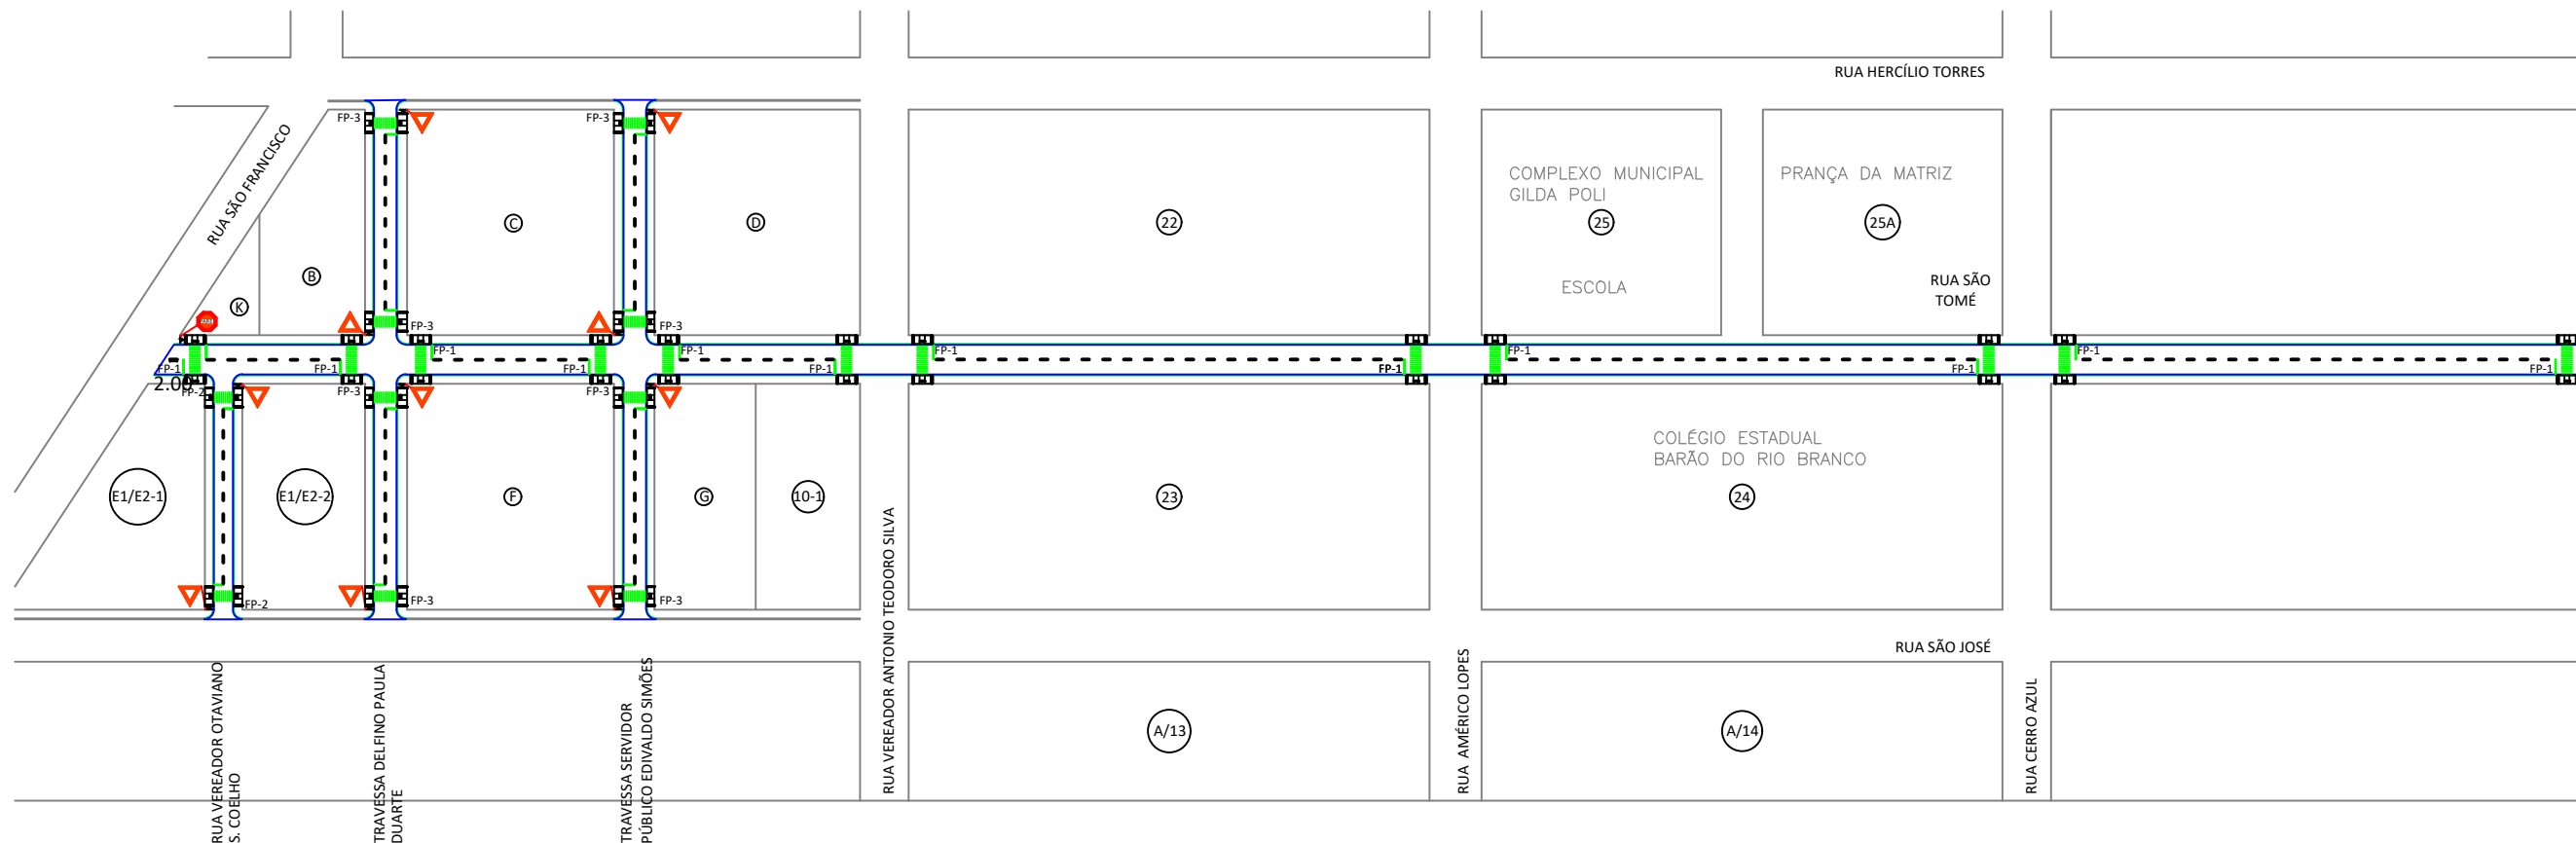 RUA HERCÍLIO TORRES
FP-3
FP-3
RUA SÃO FRANCISCO
COMPLEXO MUNICIPAL
GILDA POLI
PRANÇA DA MATRIZ
C
D
22
25
25A
B
K
ESCOLA
RUA SÃO
TOMÉ
FP-3
FP-3
FP-1
FP-1
FP-1
FP-1
FP-1
FP-1
FP-1
FP-1
FP-1
FP-1
FP-1
FP-1
2.00
FP-2
FP-3
FP-3
COLÉGIO ESTADUAL
BARÃO DO RIO BRANCO
E1/E2-1
E1/E2-2
F
G
10-1
23
24
FP-2
FP-3
FP-3
RUA SÃO JOSÉ
RUA VEREADOR OTAVIANO
S. COELHO
TRAVESSA DELFINO PAULA
DUARTE
TRAVESSA SERVIDOR
PÚBLICO EDIVALDO SIMÕES
RUA VEREADOR ANTONIO TEODORO SILVA
RUA AMÉRICO LOPES
RUA CERRO AZUL
A/13
A/14